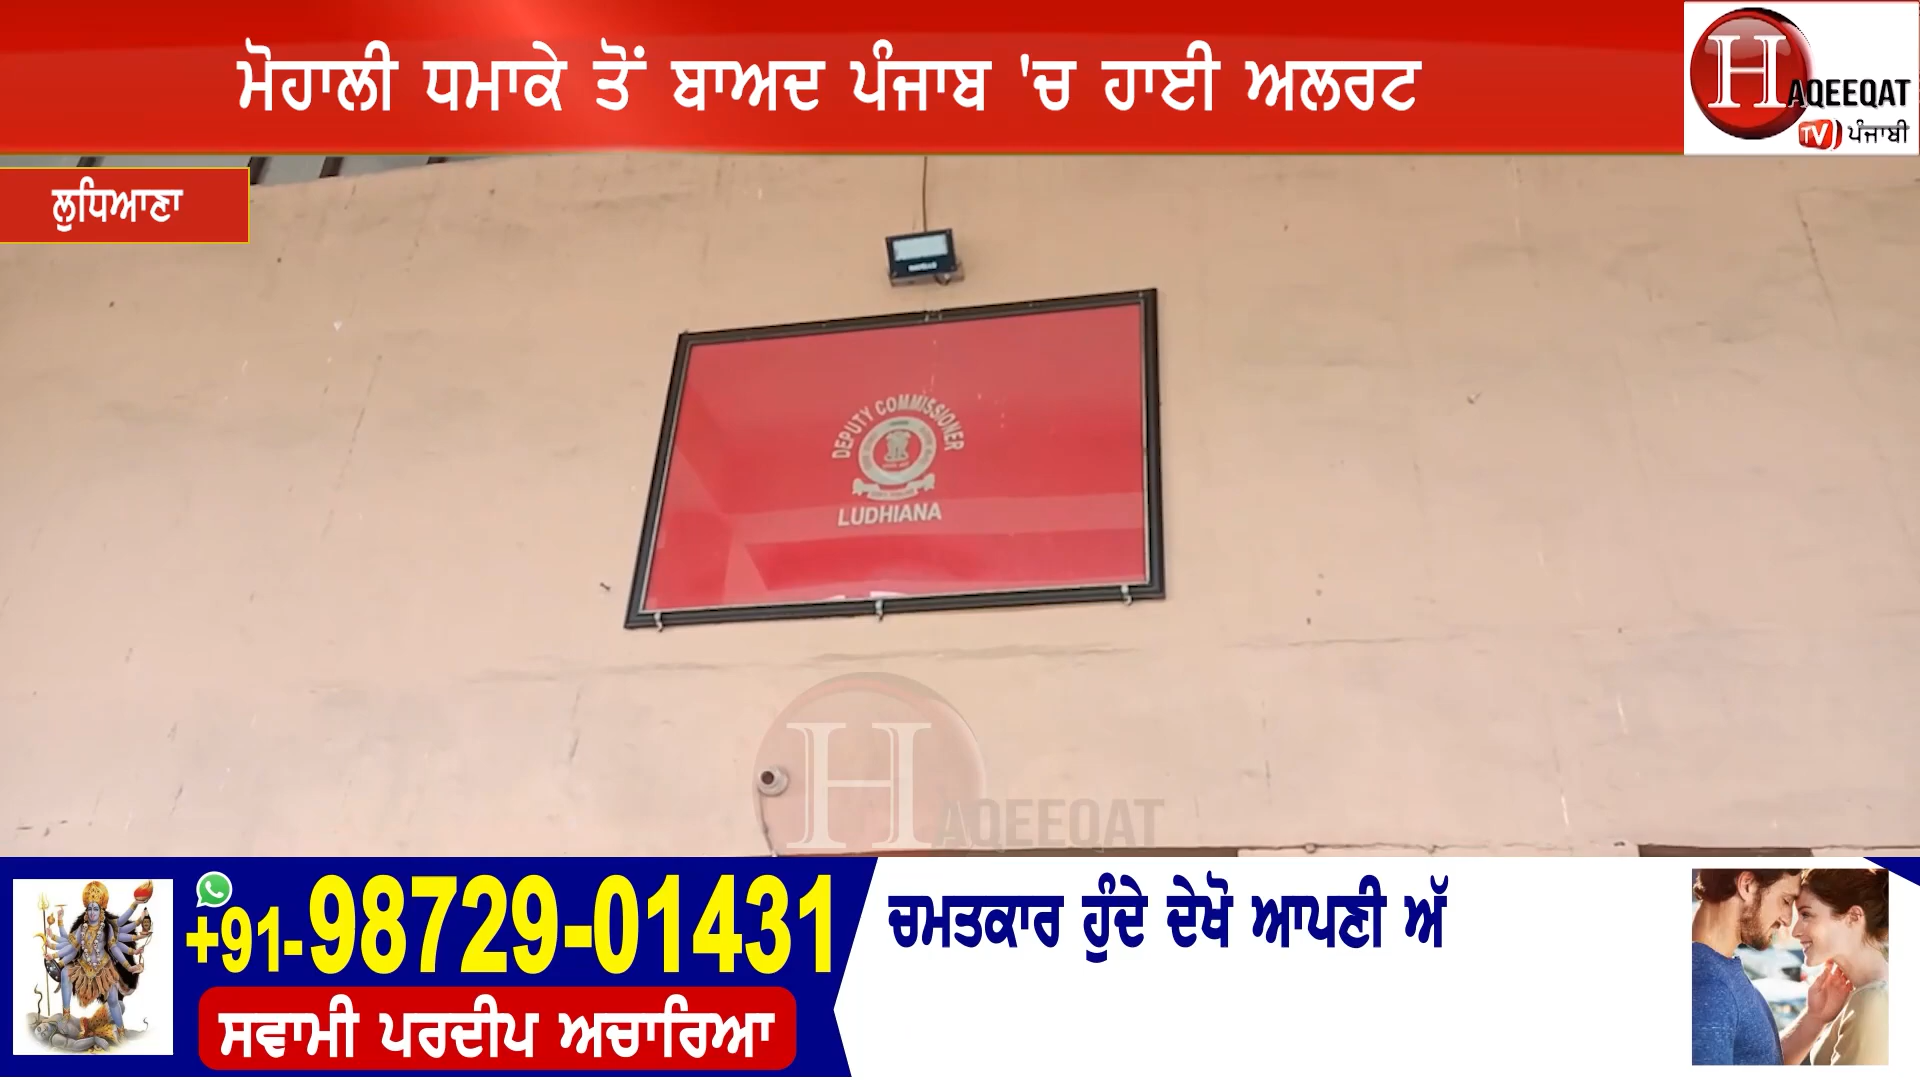 ਮੋਹਾਲੀ ਧਮਾਕੇ ਤੋਂ ਬਾਅਦ ਪੰਜਾਬ 'ਚ ਹਾਈ ਅਲਰਟ
HAQEEQAT
TV ਪੰਜਾਬੀ
ਲੁਧਿਆਣਾ
DEPUTY COMMISSIONER
LUDHIANA
HAQEEQAT
+91-98729-01431
ਸਵਾਮੀ ਪਰਦੀਪ ਅਚਾਰਿਆ
ਚਮਤਕਾਰ ਹੁੰਦੇ ਦੇਖੋ ਆਪਣੀ ਅੱ